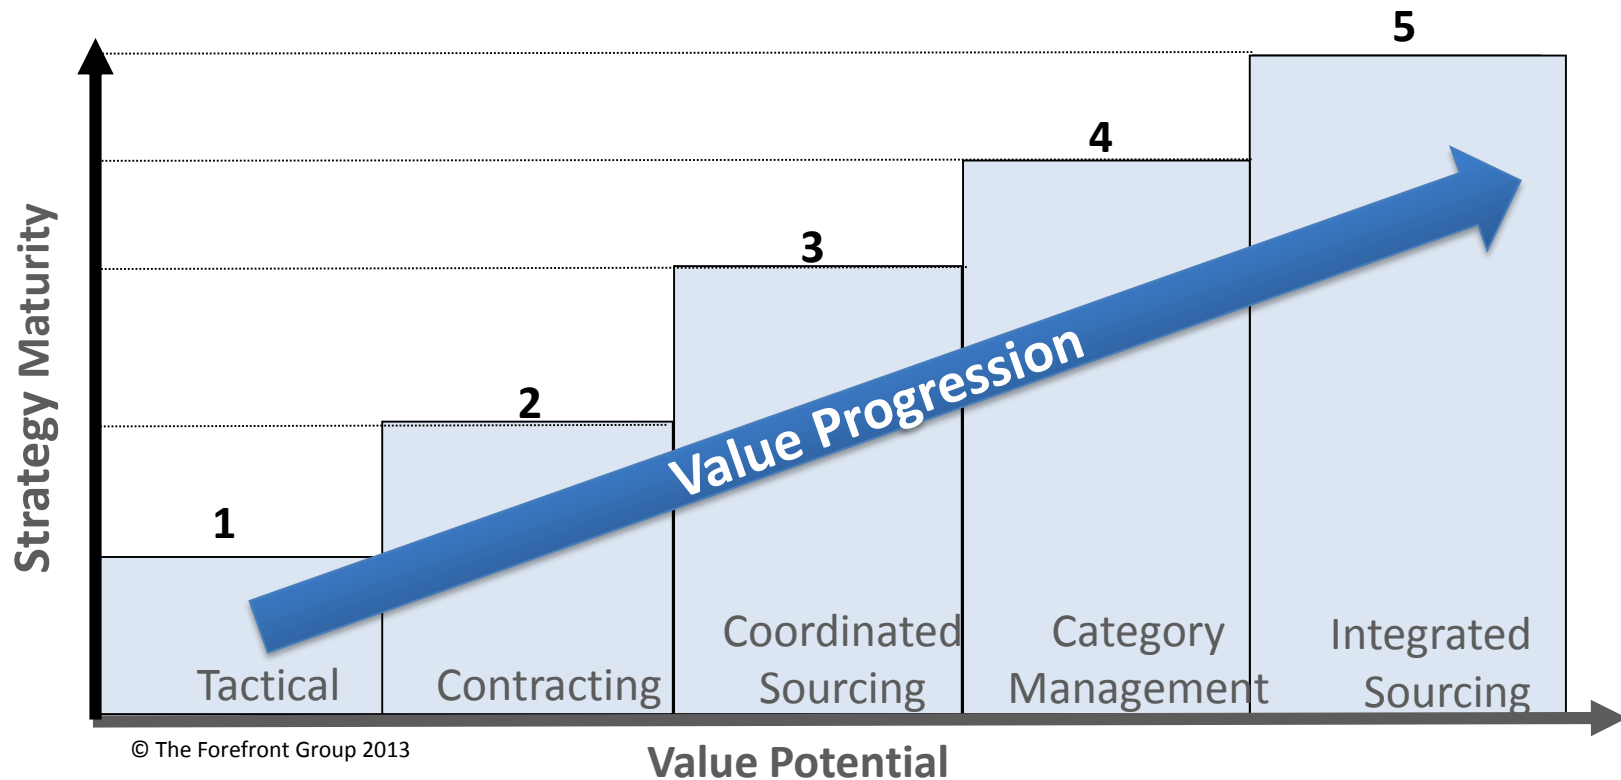 5
4
3
2
1
Strategy Maturity
Value Progression
Tactical
Contracting
Coordinated
Sourcing
Category
Management
Integrated
Sourcing
© The Forefront Group 2013
Value Potential